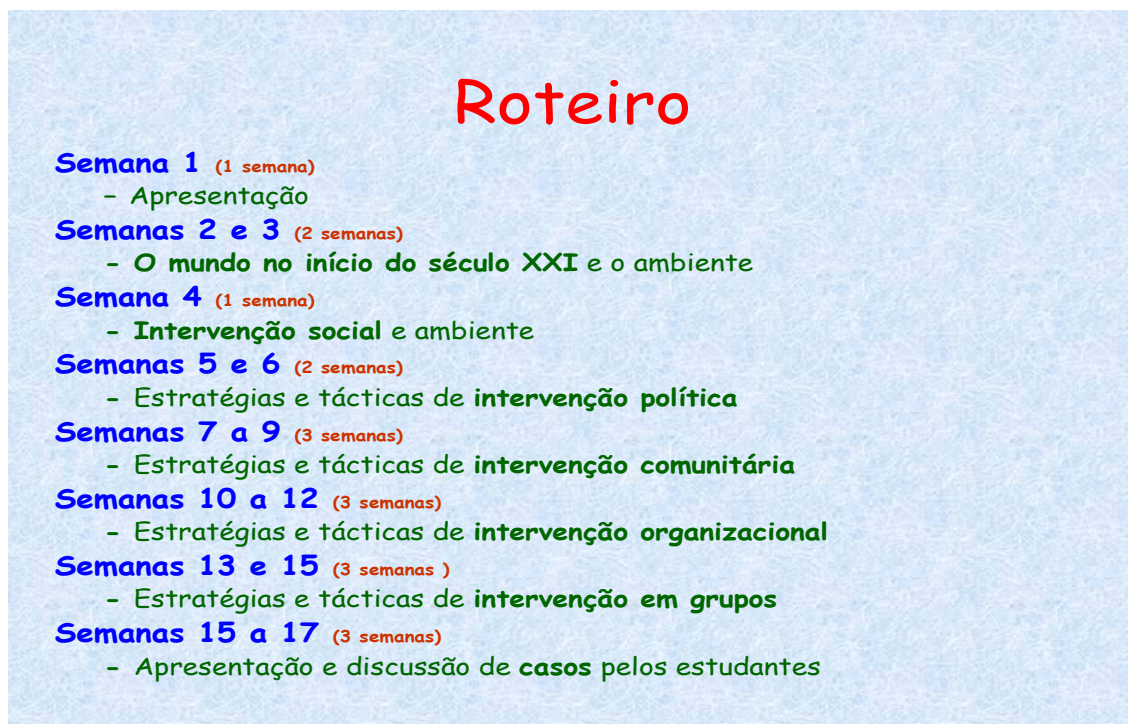 Roteiro
Semana 1 (1 semana)
– Apresentação
Semanas 2 e 3 (2 semanas)
– O mundo no início do século XXI e o ambiente
Semana 4 (1 semana)
– Intervenção social e ambiente
Semanas 5 e 6 (2 semanas)
– Estratégias e tácticas de intervenção política
Semanas 7 a 9 (3 semanas)
– Estratégias e tácticas de intervenção comunitária
Semanas 10 a 12 (3 semanas)
– Estratégias e tácticas de intervenção organizacional
Semanas 13 e 15 (3 semanas )
– Estratégias e tácticas de intervenção em grupos
Semanas 15 a 17 (3 semanas)
– Apresentação e discussão de casos pelos estudantes